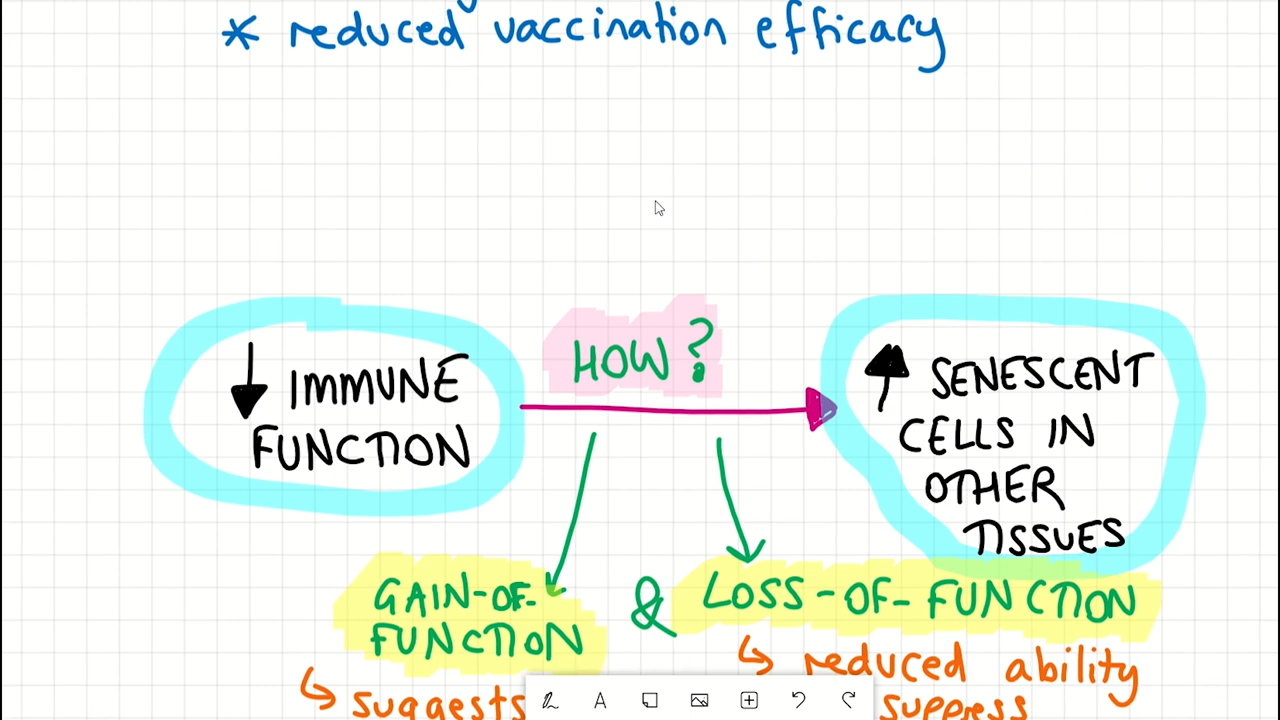 * reduced vaccination efficacy
HOW?
↓ IMMUNE
FUNCTION
↑ SENESCENT
CELLS IN
OTHER
TISSUES
GAIN-OF-
FUNCTION
&
LOSS-OF-FUNCTION
↳ reduced ability
suppress
↳ suggests
A